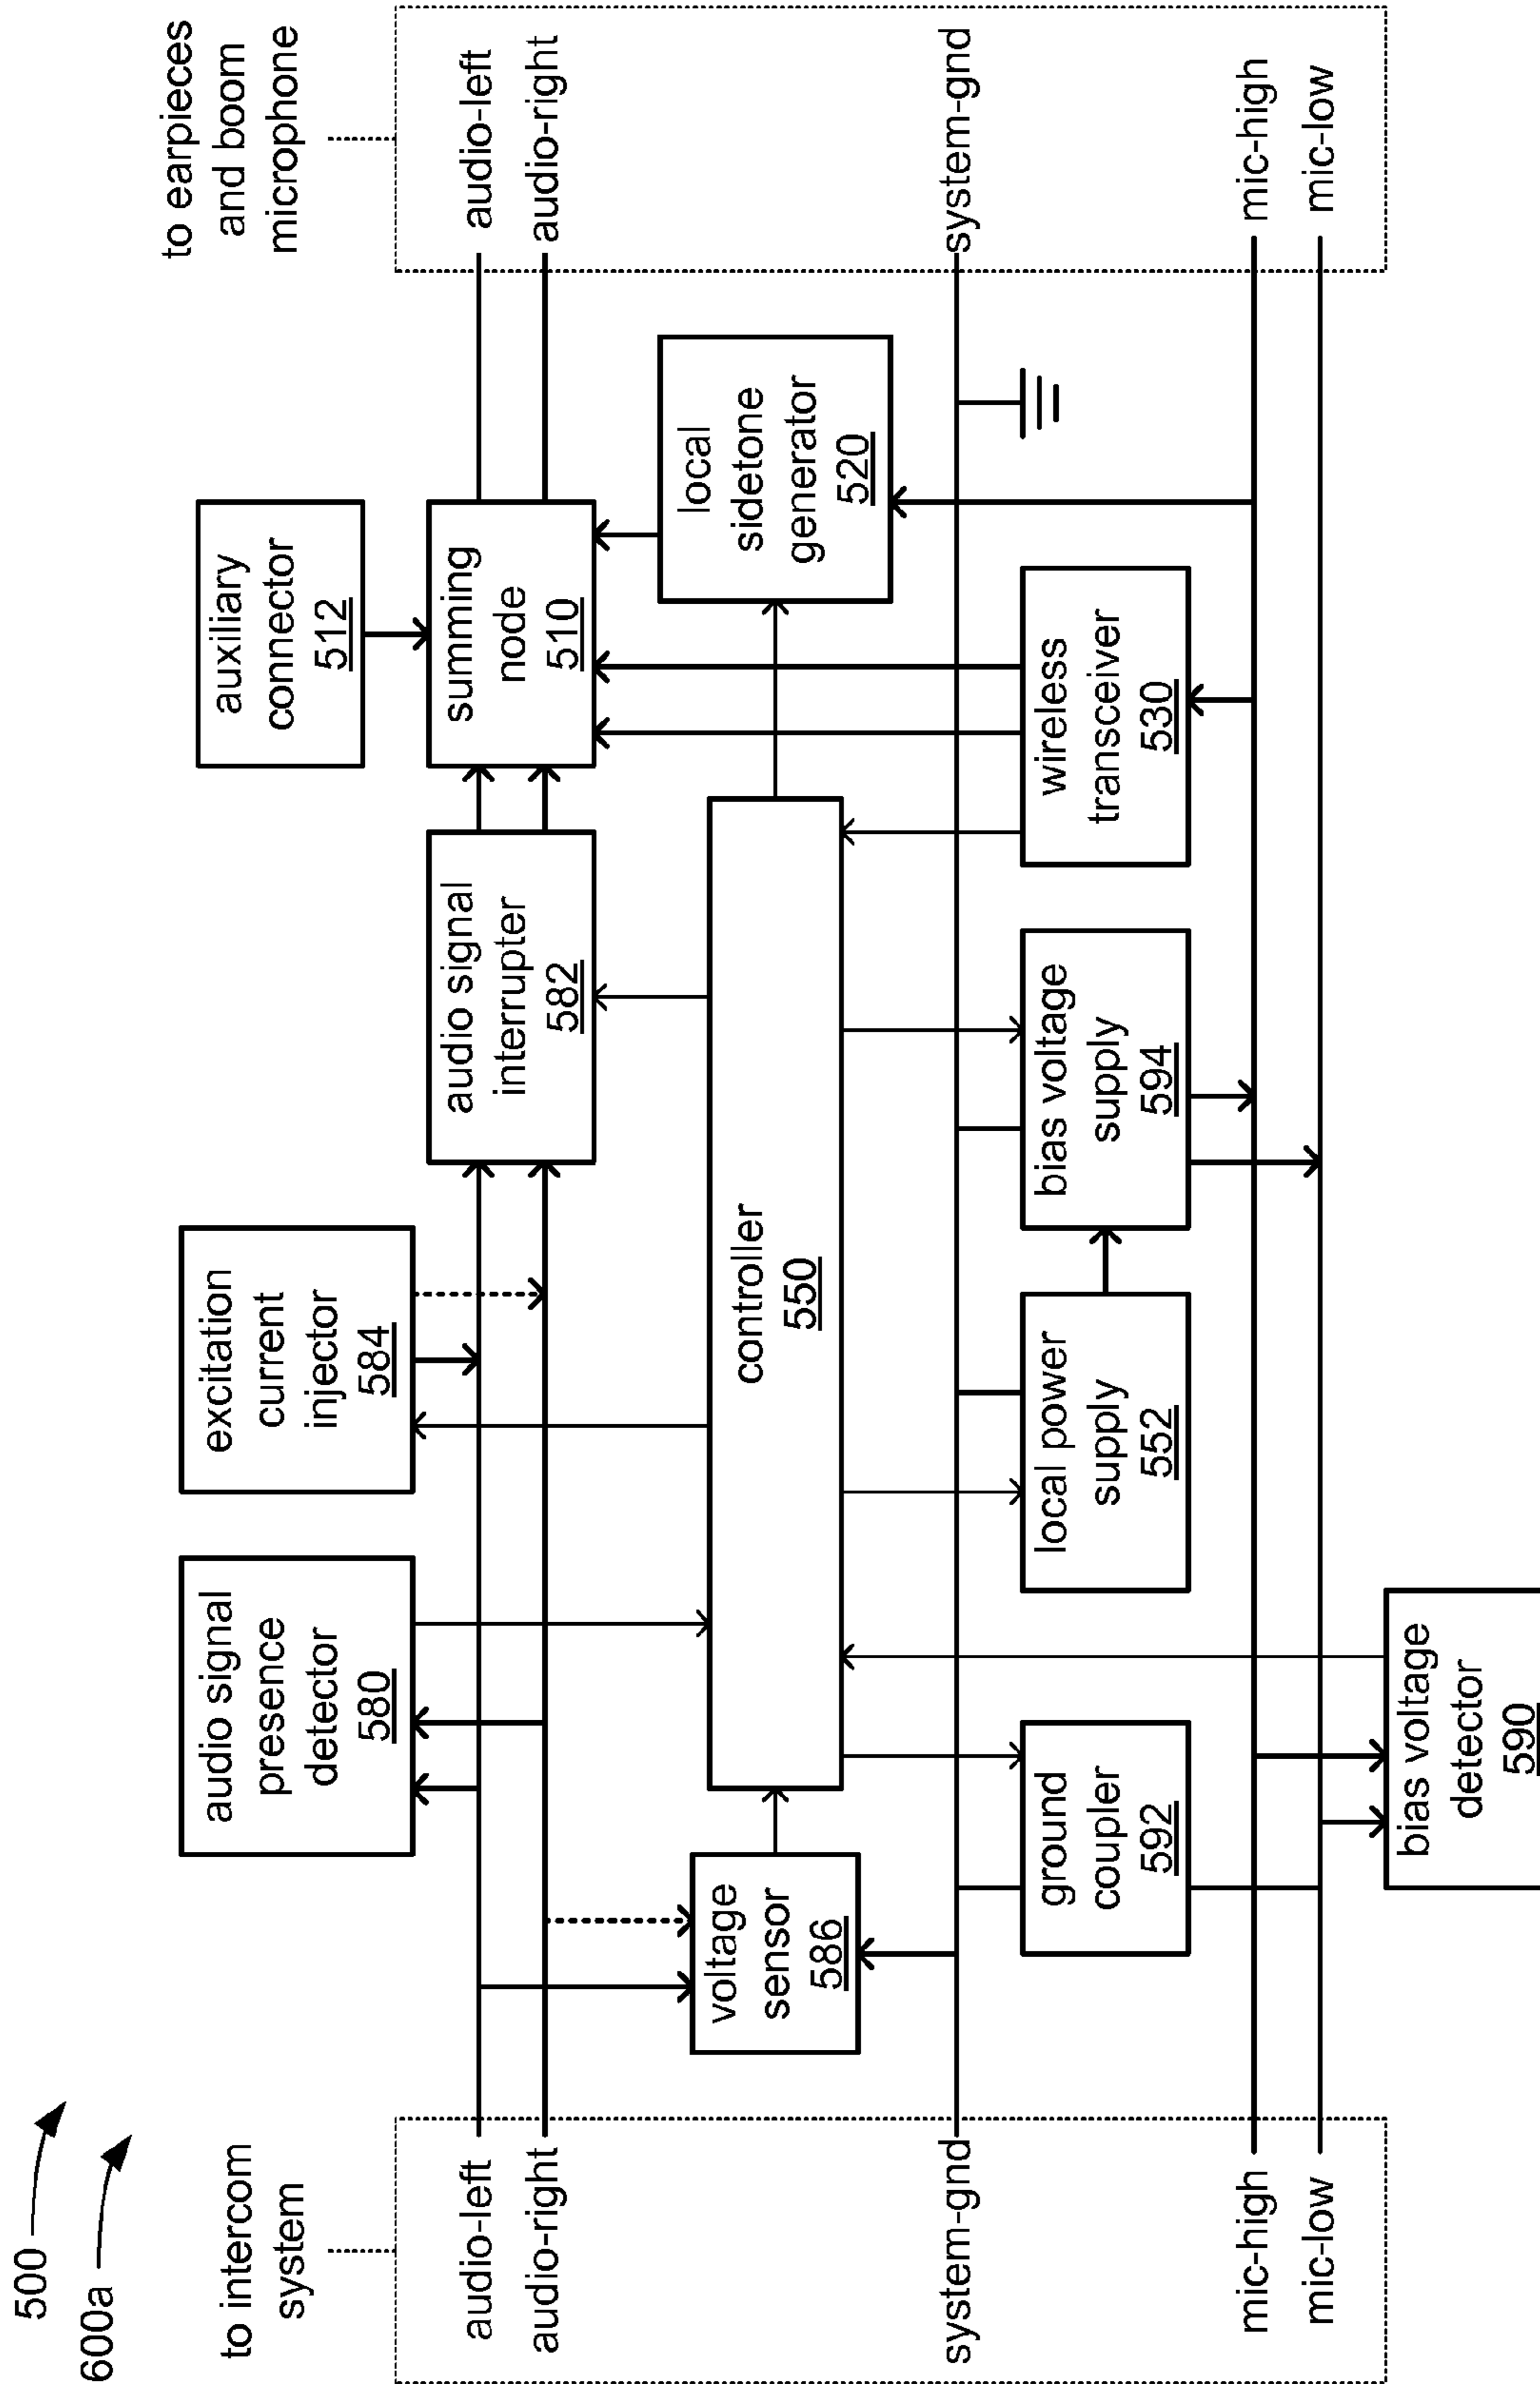 500
600a
to intercom
system
audio-left
audio-right
system-gnd
mic-high
mic-low
audio signal
presence
detector
580
excitation
current
injector
584
audio signal
interrupter
582
auxiliary
connector
512
summing
node
510
to earpieces
and boom
microphone
audio-left
audio-right
system-gnd
mic-high
mic-low
voltage
sensor
586
controller
550
local
sidetone
generator
520
ground
coupler
592
local power
supply
552
bias voltage
supply
594
wireless
transceiver
530
bias voltage
detector
590